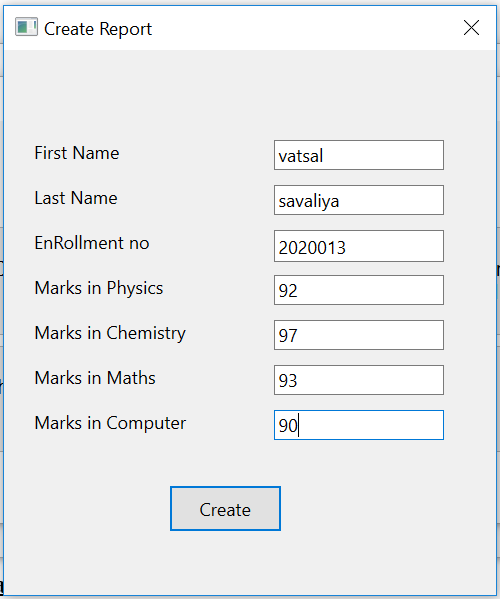 Create Report
First Name vatsal
Last Name savaliya
EnRollment no 2020013
Marks in Physics 92
Marks in Chemistry 97
Marks in Maths 93
Marks in Computer 90
Create